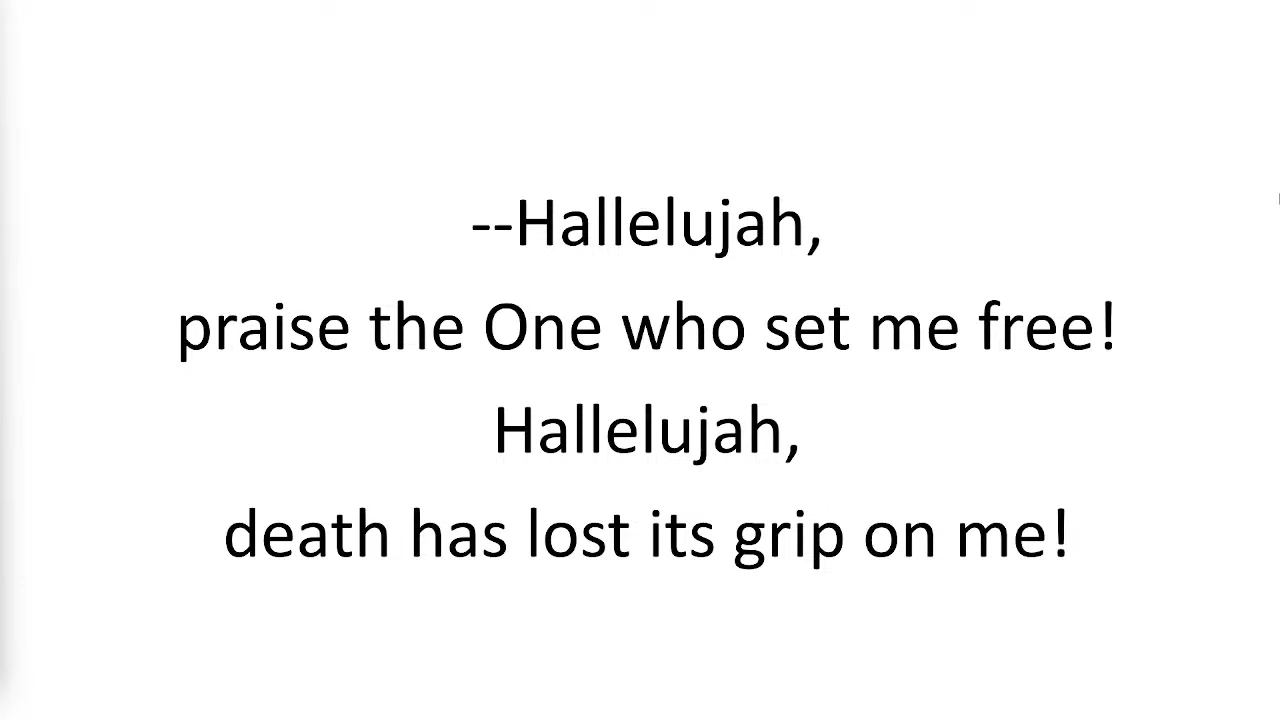 --Hallelujah,
praise the One who set me free!
Hallelujah,
death has lost its grip on me!